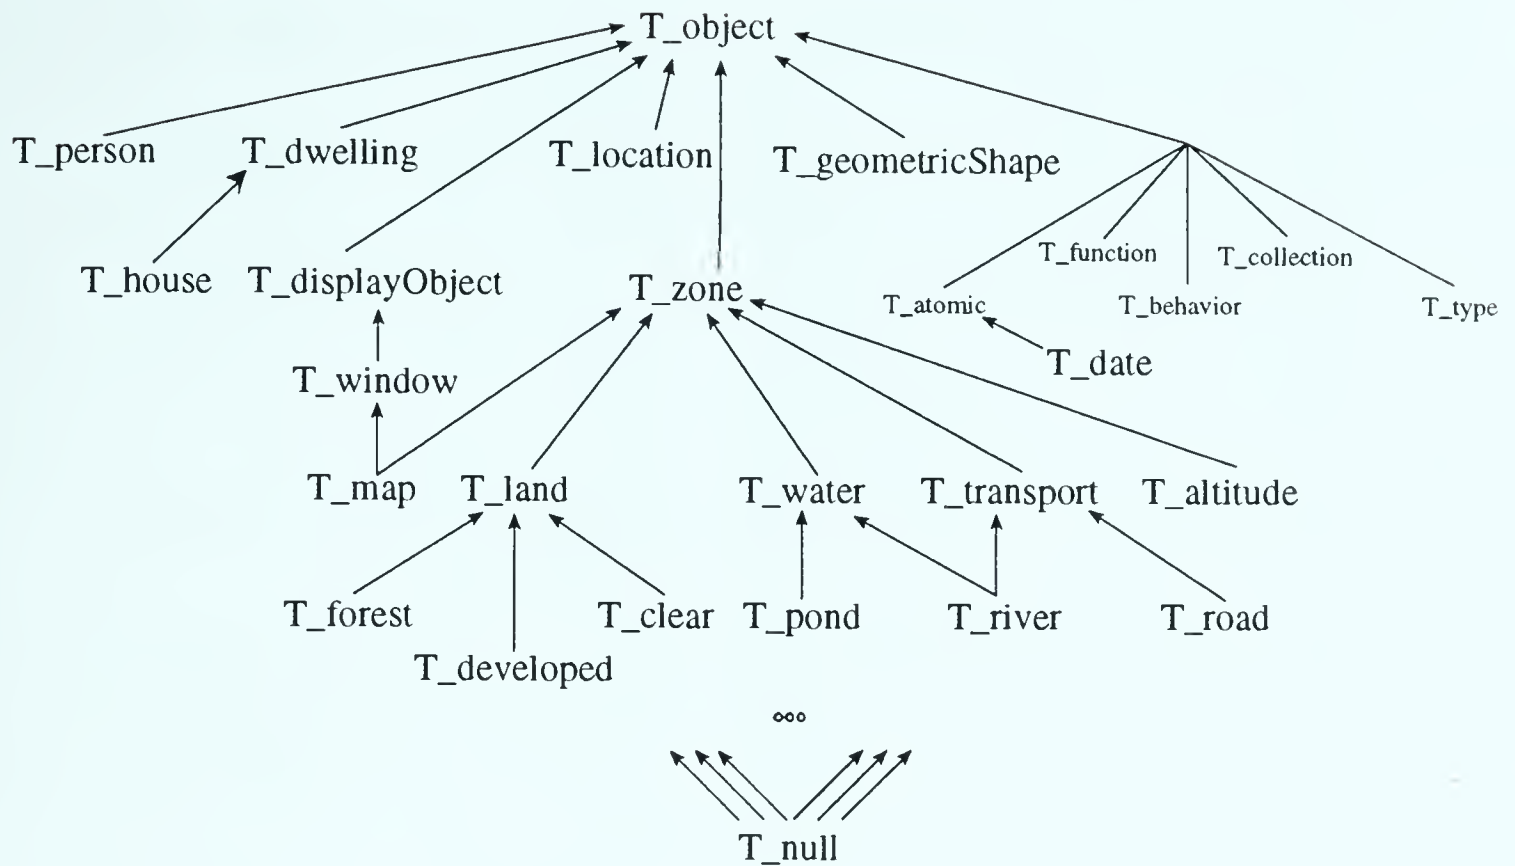 T_object
T_person
T_dwelling
T_location
T_geometricShape
T_function
T_collection
T_house
T_displayObject
T_zone
T_atomic
T_behavior
T_type
T_window
T_date
T_map
T_land
T_water
T_transport
T_altitude
T_forest
T_clear
T_pond
T_river
T_road
T_developed
T_null